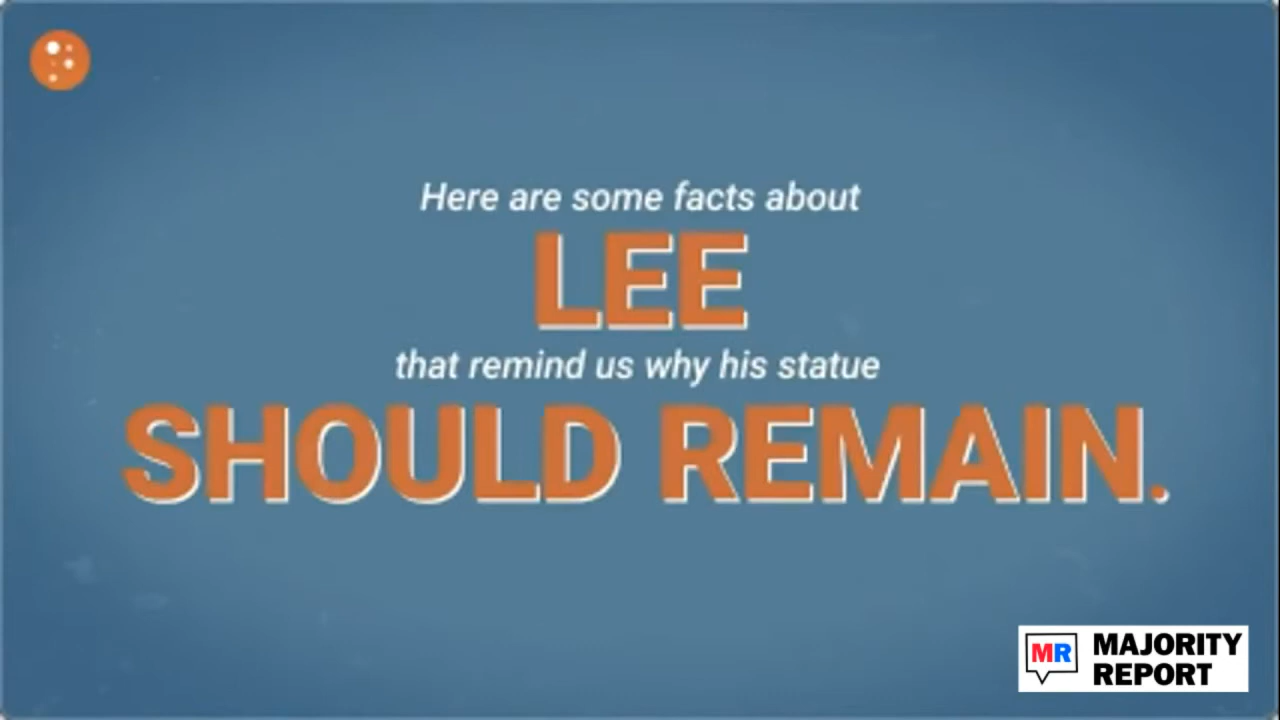 Here are some facts about
LEE
that remind us why his statue
SHOULD REMAIN.
MR MAJORITY
REPORT